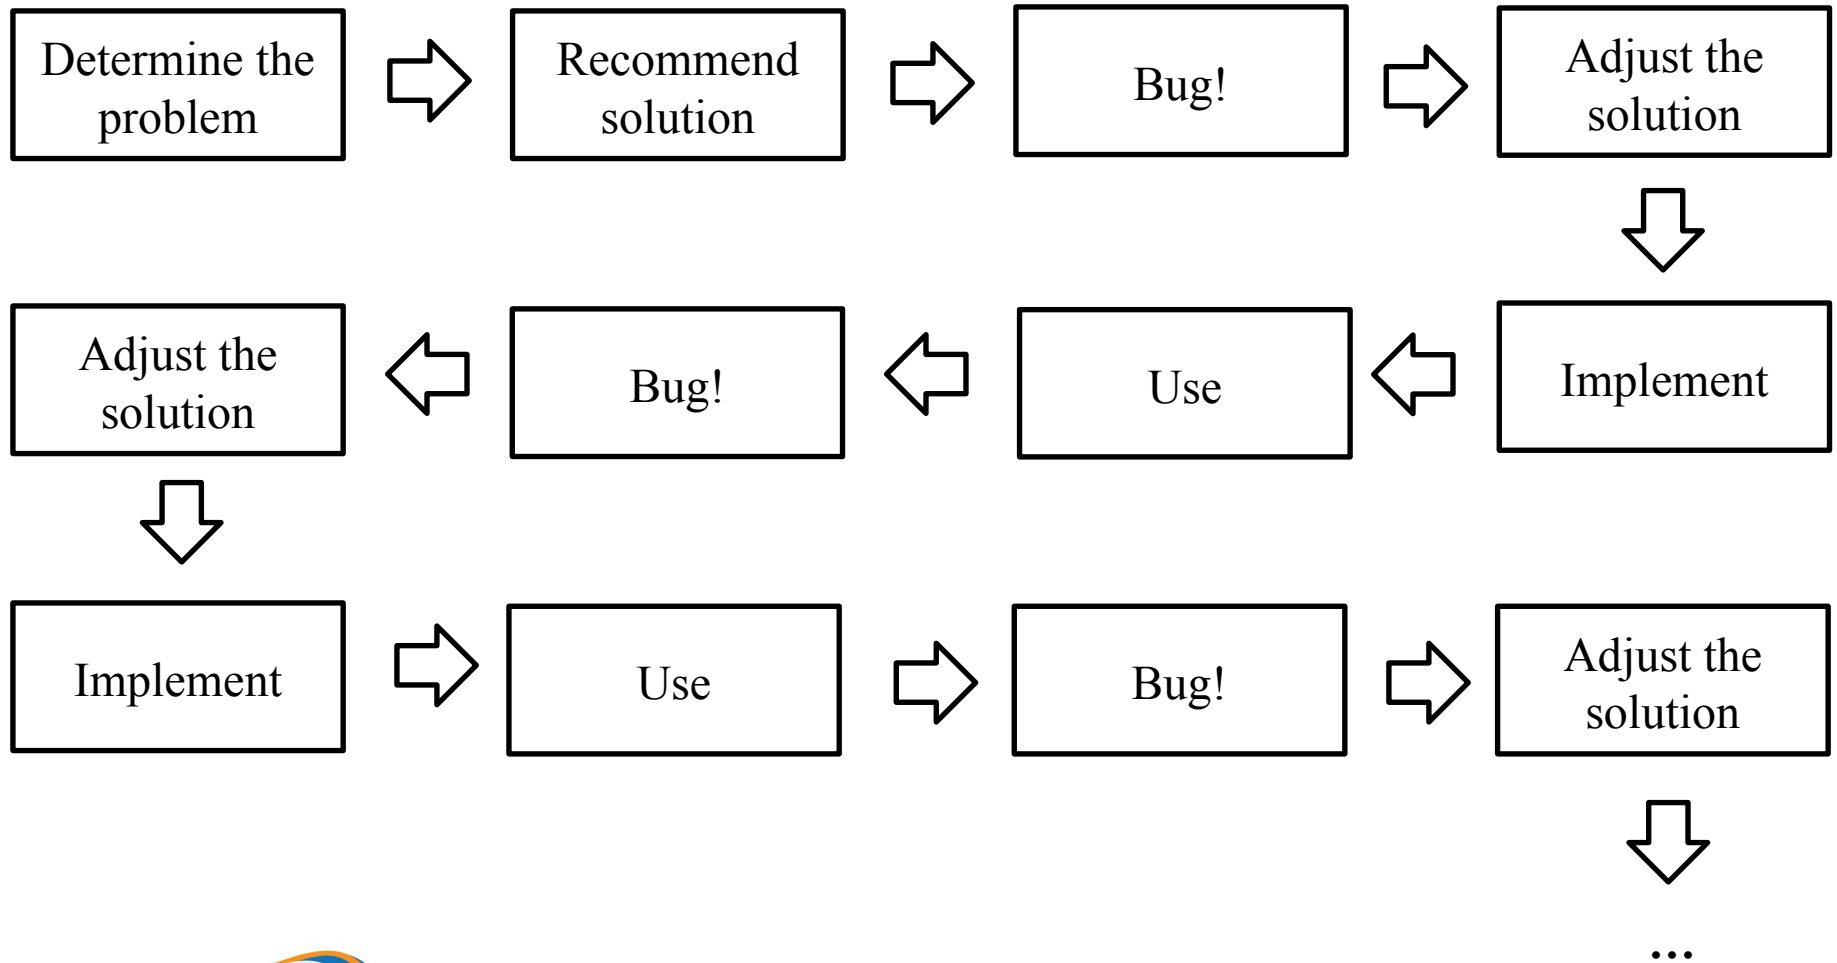 Determine the
problem
Recommend
solution
Bug!
Adjust the
solution
Implement
Use
Bug!
Adjust the
solution
Implement
Use
Bug!
Adjust the
solution
...